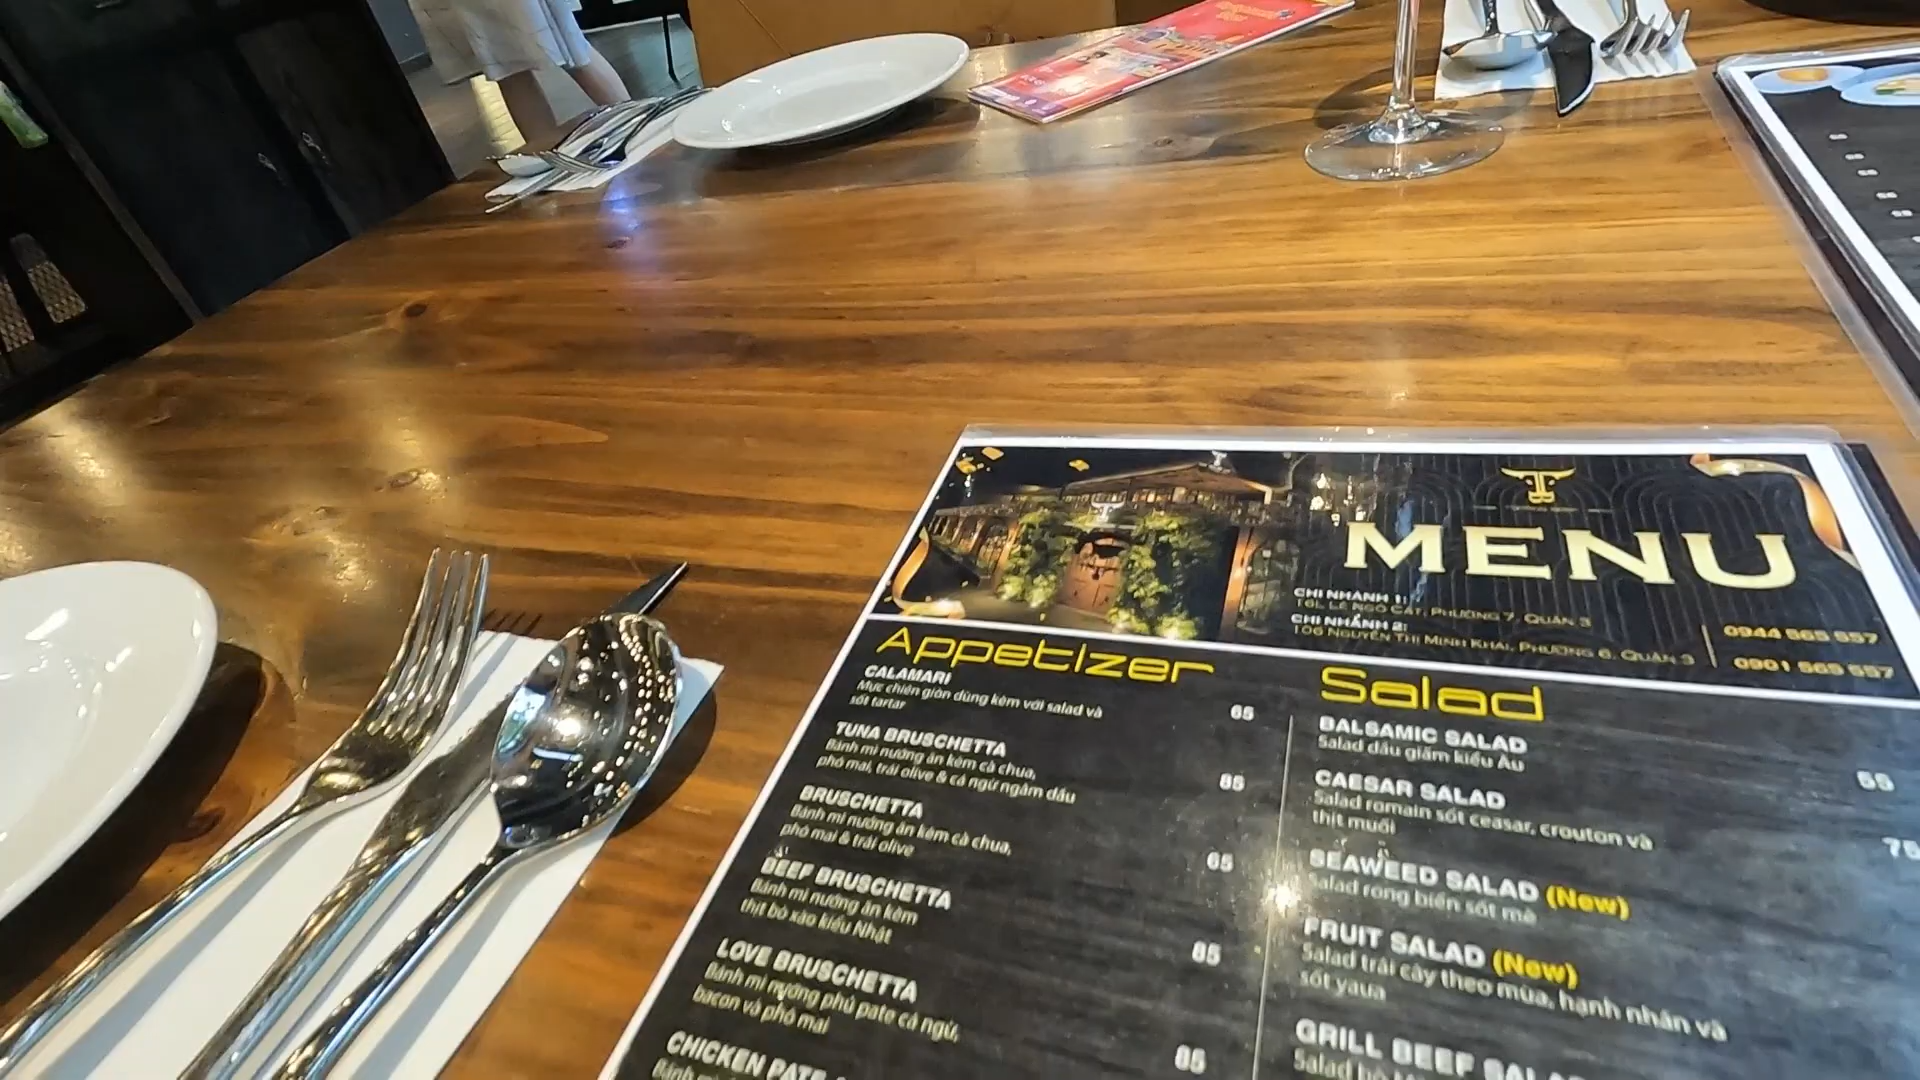 MENU
CHI NHÁNH 1:
16L LÊ NGÔ CÁT, PHƯỜNG 7, QUẬN 3
CHI NHÁNH 2:
106 NGUYỄN THỊ MINH KHAI, PHƯỜNG 6, QUẬN 3
0944 565 557
0901 565 557
Appetizer
CALAMARI
Mực chiên giòn dùng kèm với salad và
sốt tartar
65
TUNA BRUSCHETTA
Bánh mì nướng ăn kèm cà chua,
phô mai, trái olive & cá ngừ ngâm dầu
85
BRUSCHETTA
Bánh mì nướng ăn kèm cà chua,
phô mai & trái olive
65
BEEF BRUSCHETTA
Bánh mì nướng ăn kèm
thịt bò xào kiểu Nhật
85
LOVE BRUSCHETTA
Bánh mì nướng phủ pate cá ngừ,
bacon và phô mai
85
CHICKEN PATE
Salad
BALSAMIC SALAD
Salad dầu giấm kiểu Âu
55
CAESAR SALAD
Salad romain sốt ceasar, crouton và
thịt muối
75
SEAWEED SALAD (New)
Salad rong biển sốt mè
FRUIT SALAD (New)
Salad trái cây theo mùa, hạnh nhân và
sốt yaua
GRILL BEEF
Salad bò